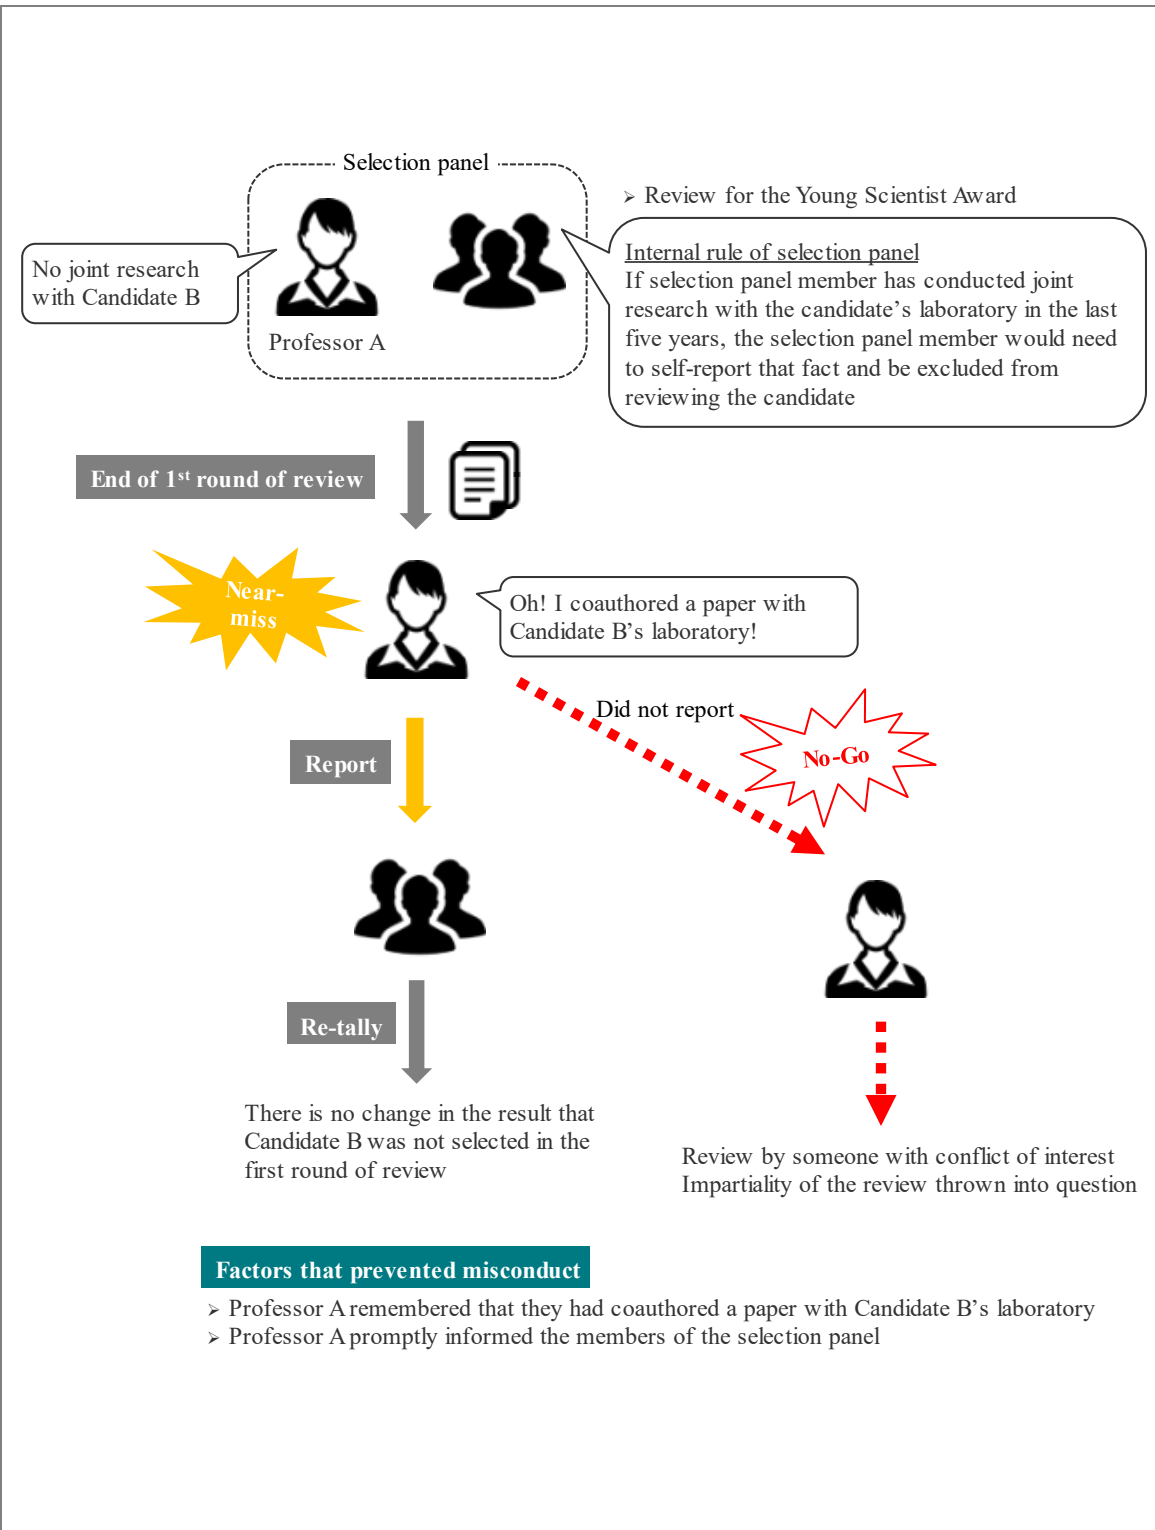 Selection panel
➢ Review for the Young Scientist Award
No joint research
with Candidate B
Professor A
Internal rule of selection panel
If selection panel member has conducted joint
research with the candidate’s laboratory in the last
five years, the selection panel member would need
to self-report that fact and be excluded from
reviewing the candidate
End of 1st round of review
Near-
miss
Oh! I coauthored a paper with
Candidate B’s laboratory!
Did not report
No-Go
Report
Re-tally
There is no change in the result that
Candidate B was not selected in the
first round of review
Review by someone with conflict of interest
Impartiality of the review thrown into question
Factors that prevented misconduct
➢ Professor A remembered that they had coauthored a paper with Candidate B’s laboratory
➢ Professor A promptly informed the members of the selection panel